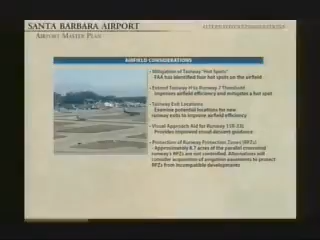 SANTA BARBARA AIRPORT
AIRPORT MASTER PLAN
AIRFIELD CONSIDERATIONS
• Mitigation of Taxiway "Hot Spots"
FAA has identified four hot spots on the airfield
• Extend Taxiway H to Runway 7 Threshold
Improves airfield efficiency and mitigates a hot spot
• Taxiway Exit Locations
Examine potential locations for new
runway exits to improve airfield efficiency
• Visual Approach Aid for Runway
Provides improved visual descent guidance
• Protection of Runway Protection Zones (RPZs)
Approximately 8.7 acres of the parallel crosswind
runway's RPZs are not controlled. Alternatives will
consider acquisition of avigation easements to protect
RPZs from incompatible developments